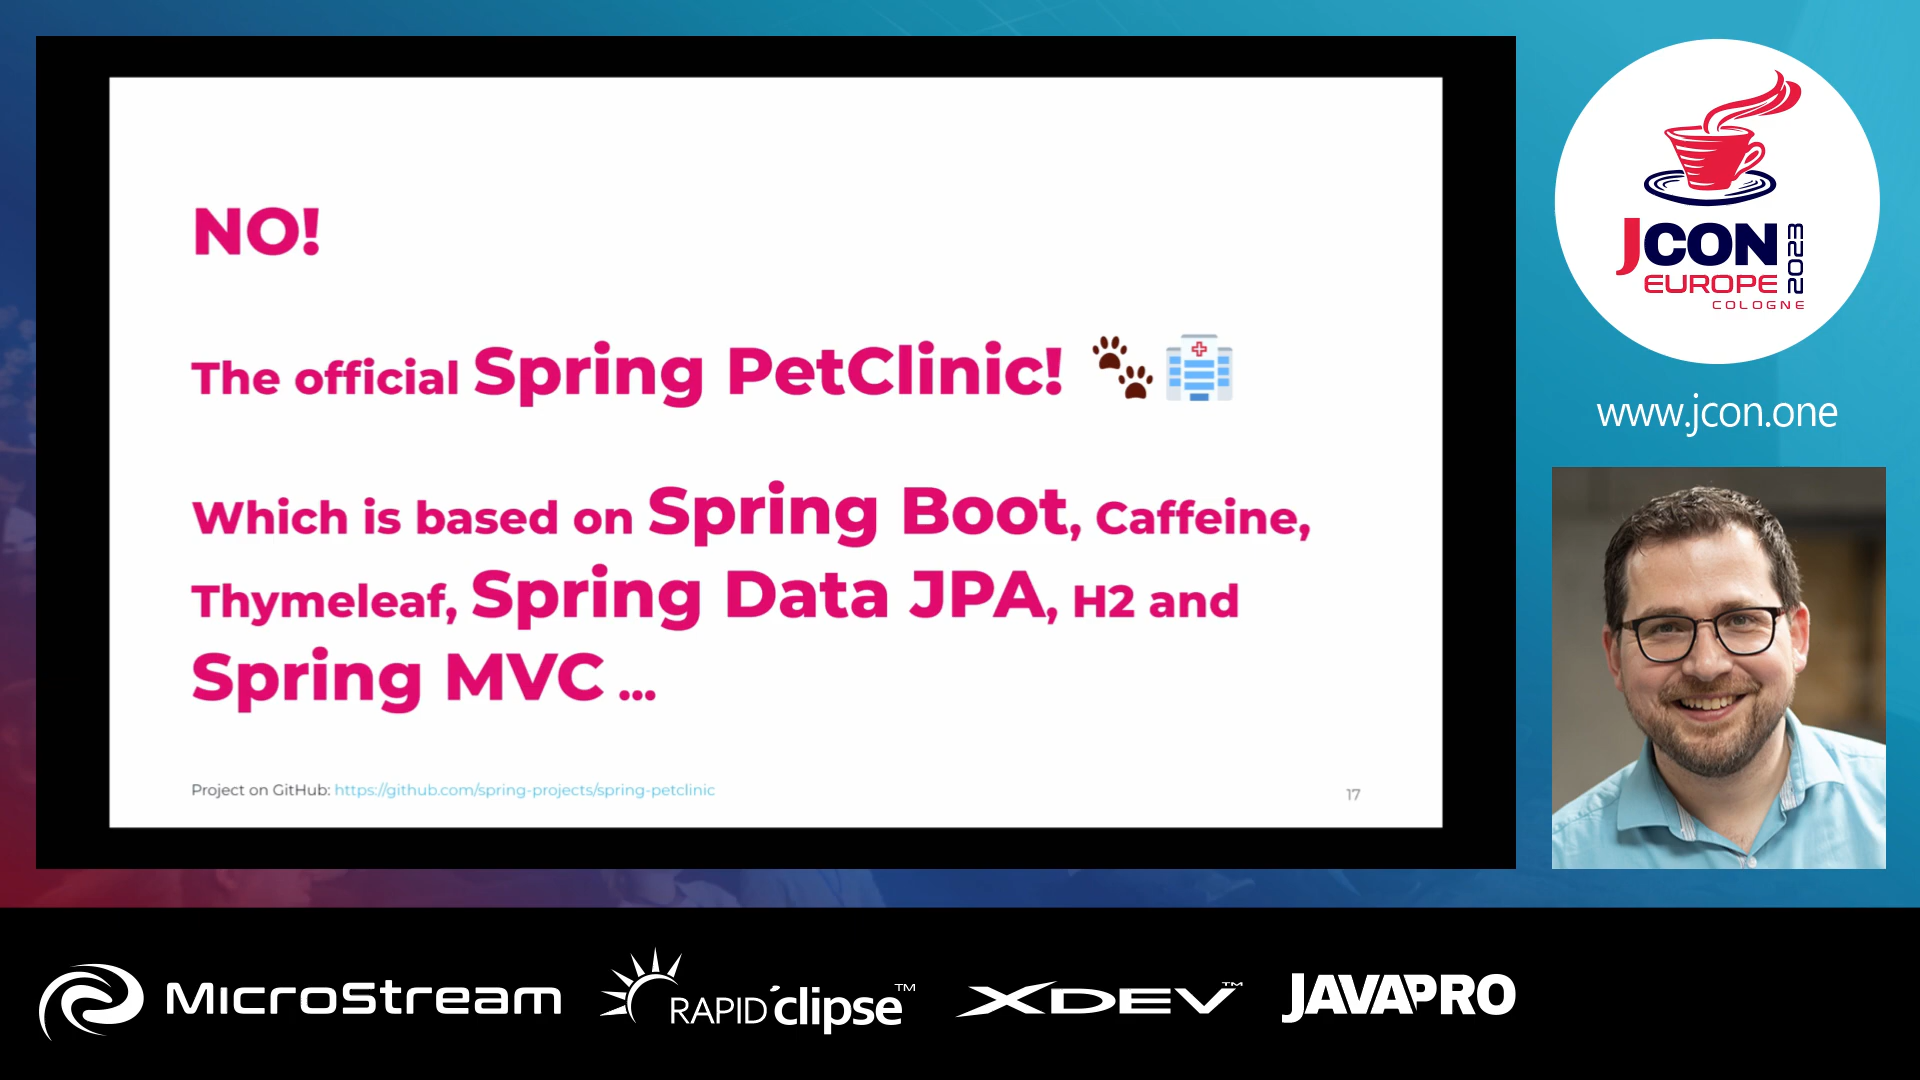 NO!
The official Spring PetClinic!
Which is based on Spring Boot, Caffeine,
Thymeleaf, Spring Data JPA, H2 and
Spring MVC ...
Project on GitHub: https://github.com/spring-projects/spring-petclinic
17
JCON
EUROPE
2023
COLOGNE
www.jcon.one
MicroStream
RAPID clipse™
XDEV™
JAVAPRO